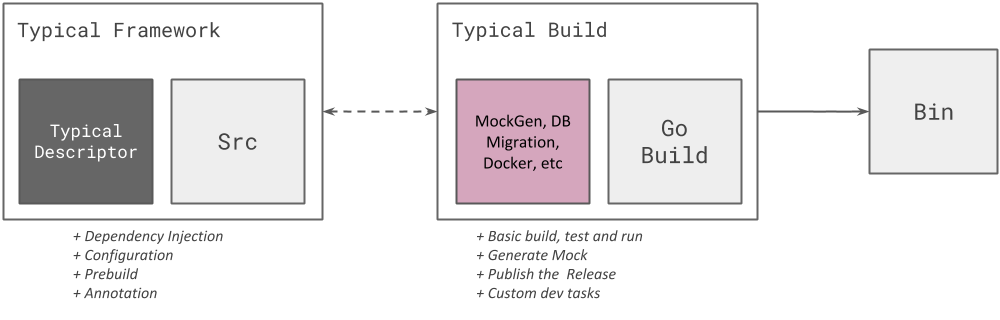 Typical Framework
Typical
Descriptor
Src
+ Dependency Injection
+ Configuration
+ Prebuild
+ Annotation
Typical Build
MockGen, DB
Migration,
Docker, etc
Go
Build
+ Basic build, test and run
+ Generate Mock
+ Publish the  Release
+ Custom dev tasks
Bin